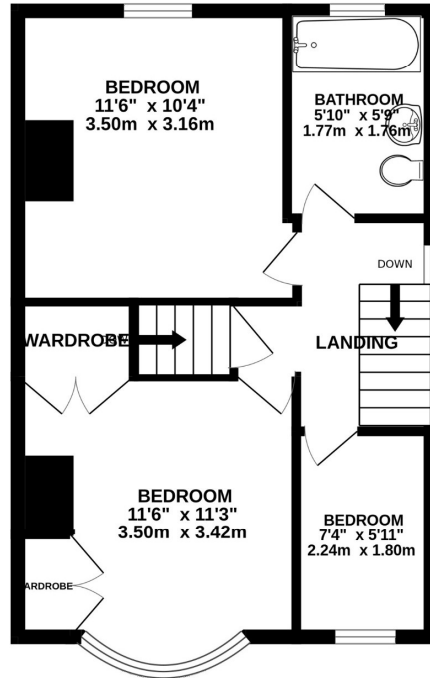 BEDROOM
11'6" x 10'4"
3.50m x 3.16m
BATHROOM
5'10" x 5'9"
1.77m x 1.76m
DOWN
WARDROBE
LANDING
BEDROOM
11'6" x 11'3"
3.50m x 3.42m
BEDROOM
7'4" x 5'11"
2.24m x 1.80m
ARDROBE